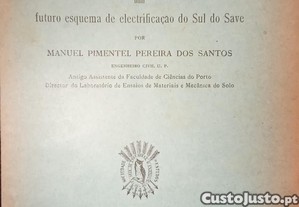 futuro esquema de electrificação do Sul do Save
POR
MANUEL PIMENTEL PEREIRA DOS SANTOS
ENGENHEIRO CIVIL U. P.
Antigo Assistente da Faculdade de Ciências do Porto
Director do Laboratório de Ensaios de Materiais e Mecânica do Solo
CustoJusto.pt